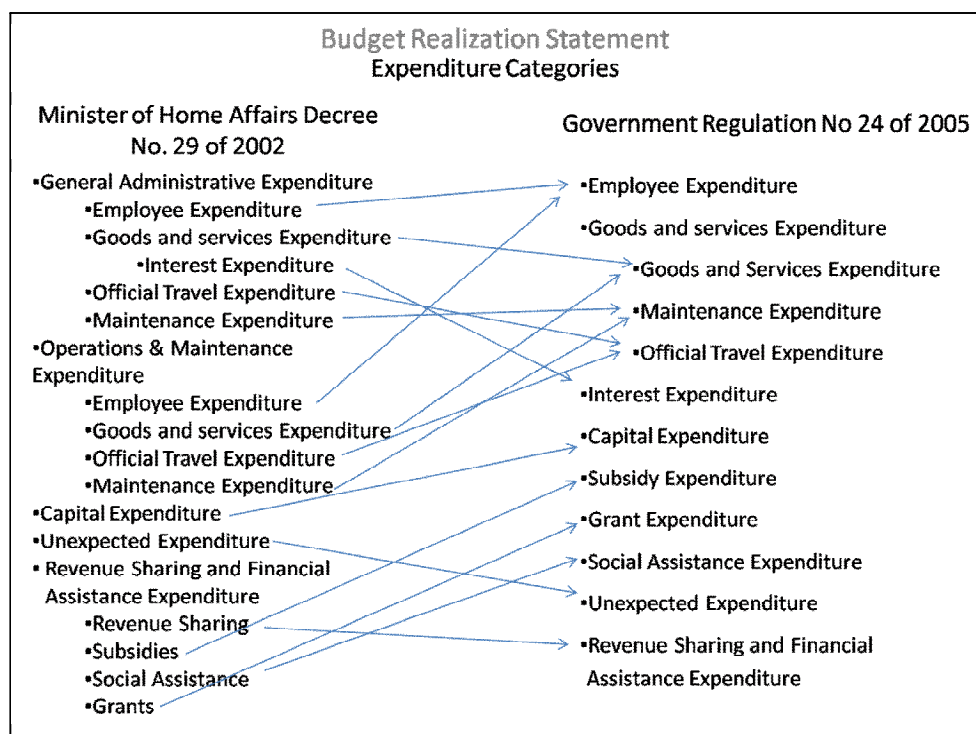 Budget Realization Statement
Expenditure Categories
Minister of Home Affairs Decree
No. 29 of 2002
•General Administrative Expenditure
•Employee Expenditure
•Goods and services Expenditure
•Interest Expenditure
•Official Travel Expenditure
•Maintenance Expenditure
•Operations & Maintenance
Expenditure
•Employee Expenditure
•Goods and services Expenditure
•Official Travel Expenditure
•Maintenance Expenditure
•Capital Expenditure
•Unexpected Expenditure
• Revenue Sharing and Financial
Assistance Expenditure
•Revenue Sharing
•Subsidies
•Social Assistance
•Grants
Government Regulation No 24 of 2005
•Employee Expenditure
•Goods and services Expenditure
•Goods and Services Expenditure
•Maintenance Expenditure
•Official Travel Expenditure
•Interest Expenditure
•Capital Expenditure
•Subsidy Expenditure
•Grant Expenditure
•Social Assistance Expenditure
•Unexpected Expenditure
•Revenue Sharing and Financial
Assistance Expenditure